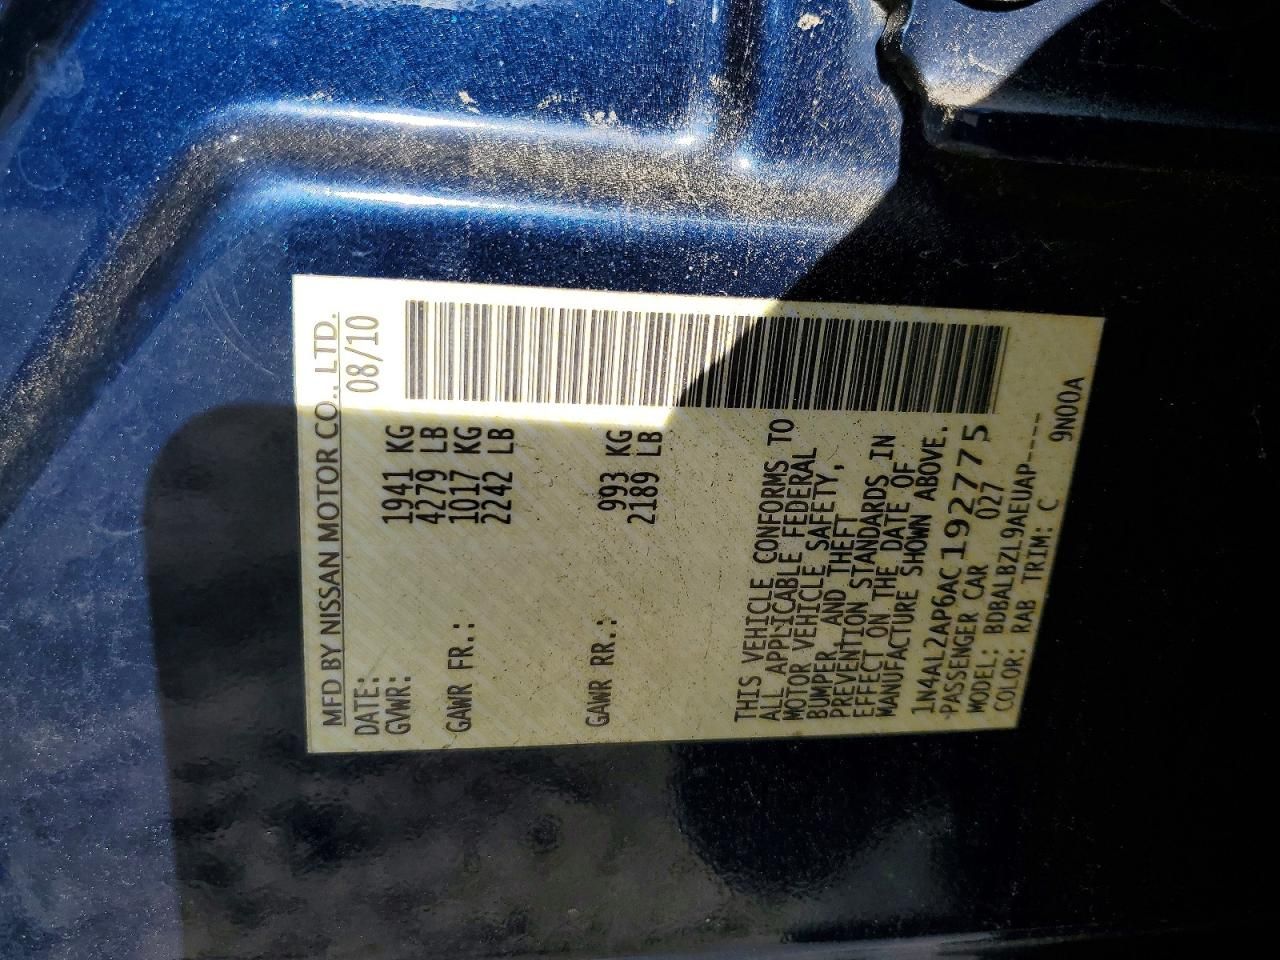 MFD BY NISSAN MOTOR CO., LTD.
DATE: 08/10
GVWR: 1941 KG
4279 LB
GAWR FR.: 1017 KG
2242 LB
GAWR RR.: 993 KG
2189 LB
THIS VEHICLE CONFORMS TO
ALL APPLICABLE FEDERAL
MOTOR VEHICLE SAFETY,
BUMPER, AND THEFT
PREVENTION STANDARDS IN
EFFECT ON THE DATE OF
MANUFACTURE SHOWN ABOVE.
1N4AL2AP6AC192775
PASSENGER CAR 027
MODEL: BDBALBZL9AEUAP----
COLOR: RAB TRIM: C 9N00A